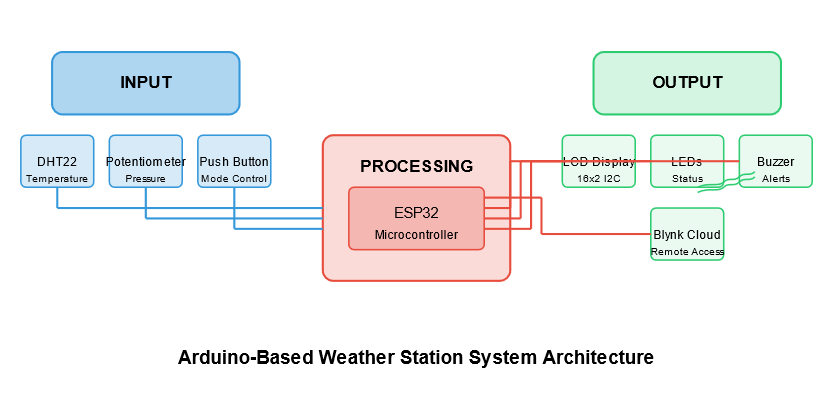 INPUT
OUTPUT
DHT22
Temperature
Potentiometer
Pressure
Push Button
Mode Control
PROCESSING
ESP32
Microcontroller
LCD Display
16x2 I2C
LEDs
Status
Buzzer
Alerts
Blynk Cloud
Remote Access
Arduino-Based Weather Station System Architecture